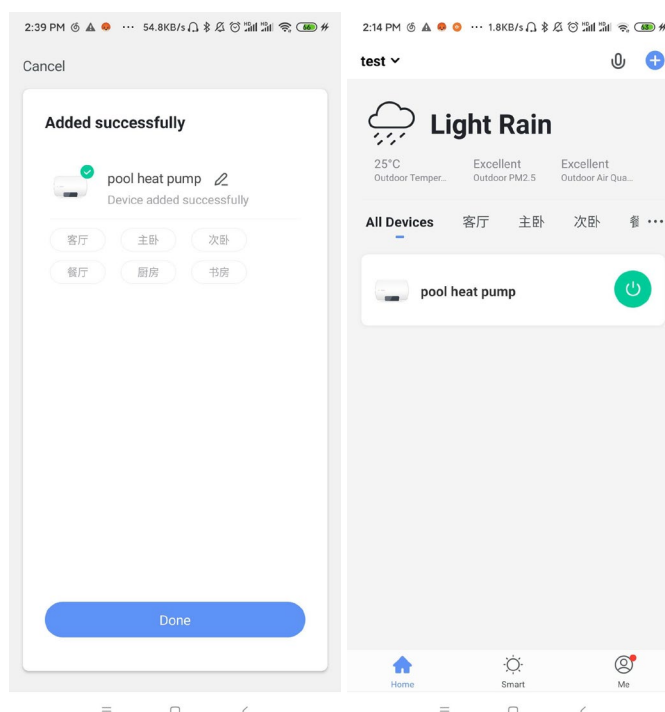 2:39 PM
54.8KB/s
66
Cancel
Added successfully
pool heat pump
Device added successfully
客厅 主卧 次卧
餐厅 厨房 书房
Done
2:14 PM
1.8KB/s
63
test
Light Rain
25°C Excellent Excellent
Outdoor Temper... Outdoor PM2.5 Outdoor Air Qua...
All Devices 客厅 主卧 次卧
pool heat pump
Home Smart Me